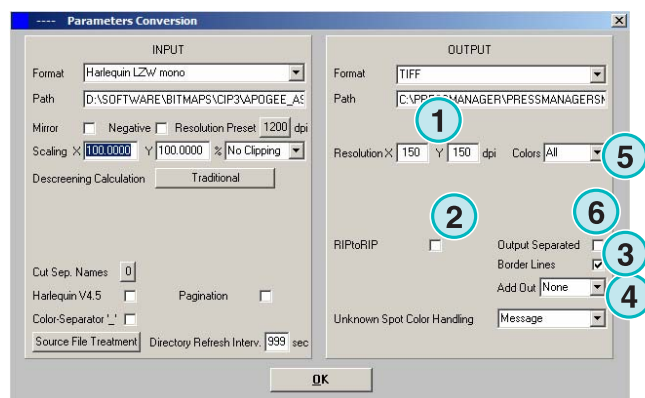 ---- Parameters Conversion
INPUT
Format Harlequin LZW mono
Path D:\SOFTWARE\BITMAPS\CIP3\APOGEE_AS
Mirror Negative Resolution Preset 1200 dpi
Scaling X 100.0000 Y 100.0000 % No Clipping
Descreening Calculation Traditional
Cut Sep. Names 0
Harlequin V4.5 Pagination
Color-Separator '_'
Source File Treatment Directory Refresh Interv. 999 sec
OUTPUT
Format TIFF
Path C:\PRESSMANAGER\PRESSMANAGERSM
1
Resolution X 150 Y 150 dpi Colors All 5
2 6
RIPtoRIP Output Separated
Border Lines 3
Add Out None 4
Unknown Spot Color Handling Message
OK